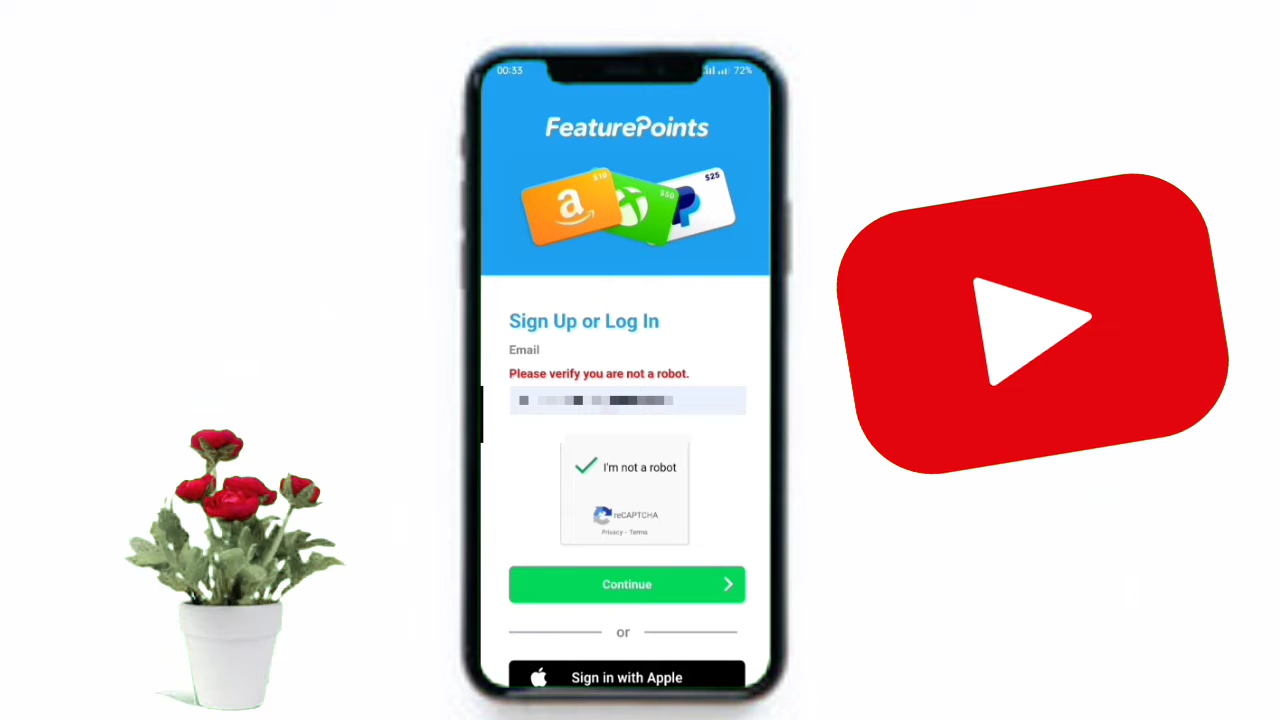 00:33
72%
FeaturePoints
$10
$50
$25
a
Sign Up or Log In
Email
Please verify you are not a robot.
I'm not a robot
reCAPTCHA
Privacy - Terms
Continue
or
Sign in with Apple